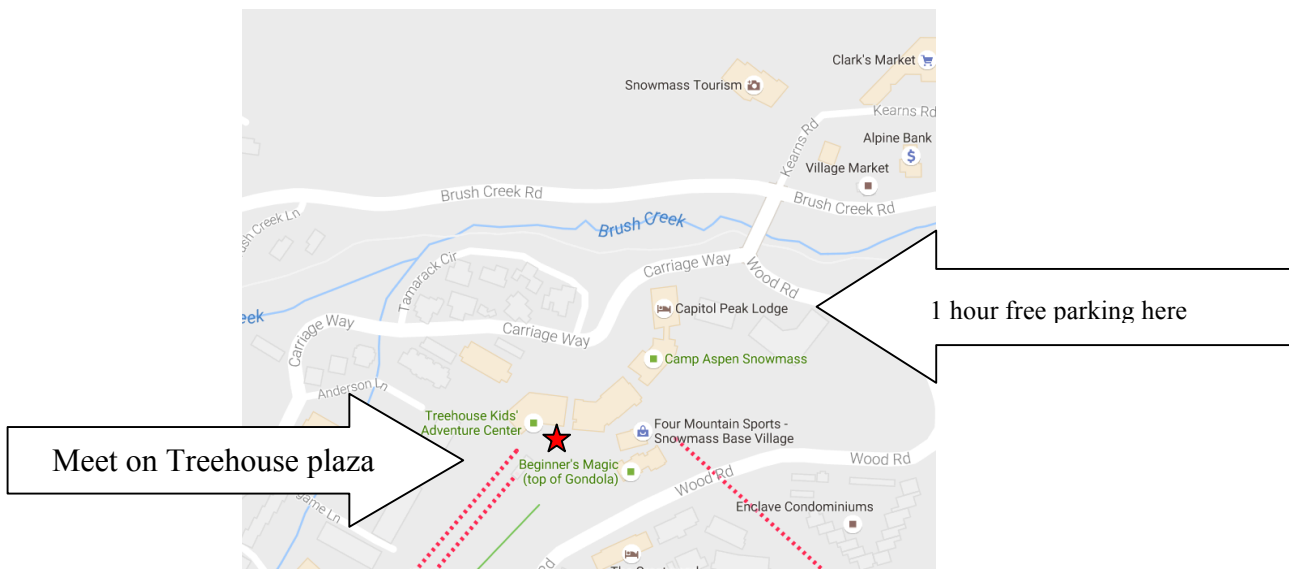 Clark's Market
Snowmass Tourism
Kearns Rd
Kearns Rd
Alpine Bank
$
Village Market
Brush Creek Rd
Brush Creek Rd
Brush Creek
Carriage Way
Wood Rd
Tamarack Cir
Capitol Peak Lodge
1 hour free parking here
Carriage Way
Carriage Way
Camp Aspen Snowmass
Anderson Ln
Treehouse Kids'
Adventure Center
Four Mountain Sports -
Snowmass Base Village
Meet on Treehouse plaza
Beginner's Magic
(top of Gondola)
Wood Rd
Wood Rd
Enclave Condominiums